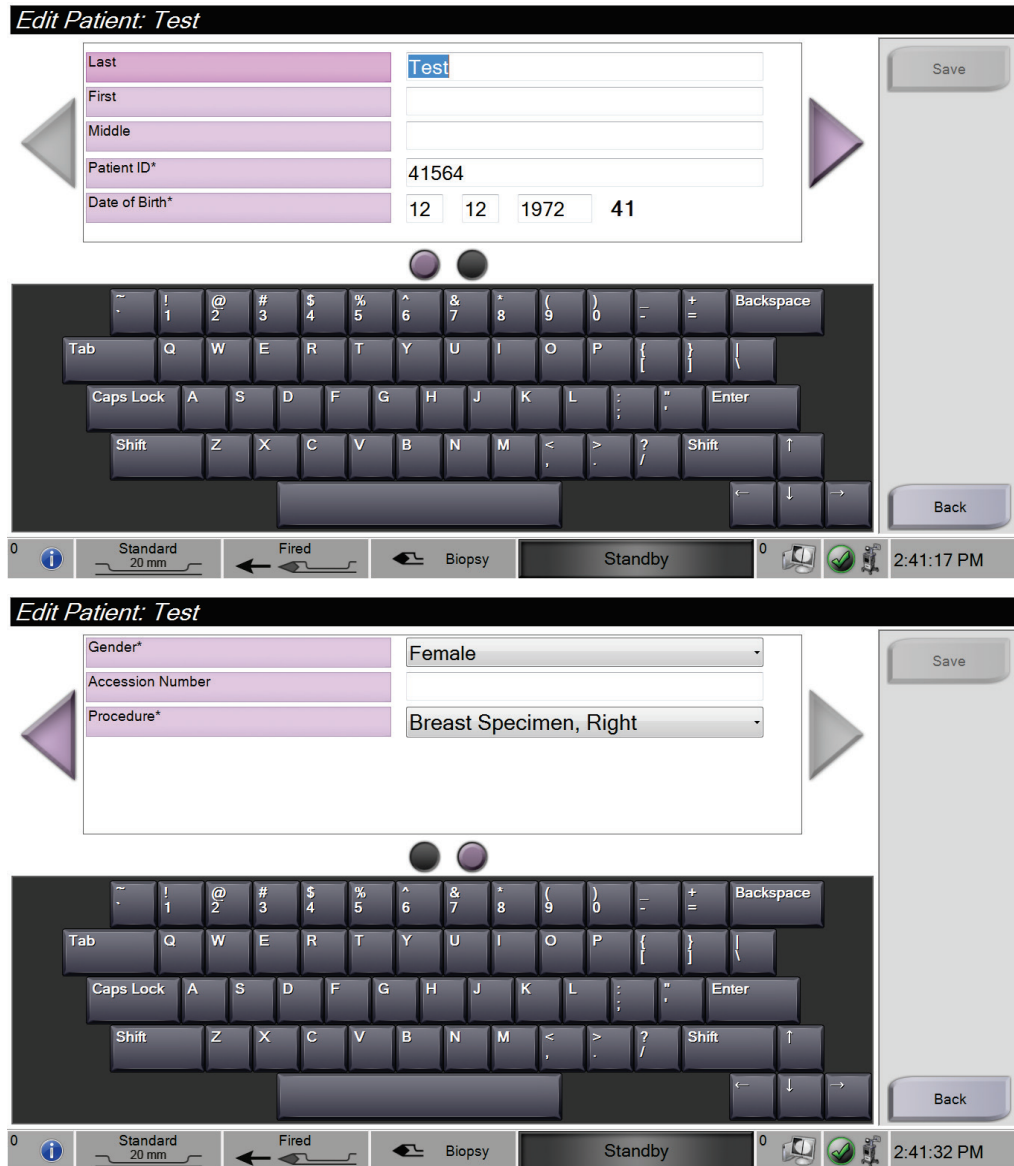 Edit Patient: Test
Last
Test
Save
First
Middle
Patient ID*
41564
Date of Birth*
12 12 1972 41
~ ! @ # $ % ^ & * ( ) _ + Backspace
` 1 2 3 4 5 6 7 8 9 0 - =
Tab Q W E R T Y U I O P { } |
[ ] \
Caps Lock A S D F G H J K L : " Enter
; '
Shift Z X C V B N M < > ? Shift ↑
, . /
← ↓ →
Back
0 i Standard Fired Biopsy Standby 0 2:41:17 PM
20 mm
Edit Patient: Test
Gender*
Female
Save
Accession Number
Procedure*
Breast Specimen, Right
~ ! @ # $ % ^ & * ( ) _ + Backspace
` 1 2 3 4 5 6 7 8 9 0 - =
Tab Q W E R T Y U I O P { } |
[ ] \
Caps Lock A S D F G H J K L : " Enter
; '
Shift Z X C V B N M < > ? Shift ↑
, . /
← ↓ →
Back
0 i Standard Fired Biopsy Standby 0 2:41:32 PM
20 mm